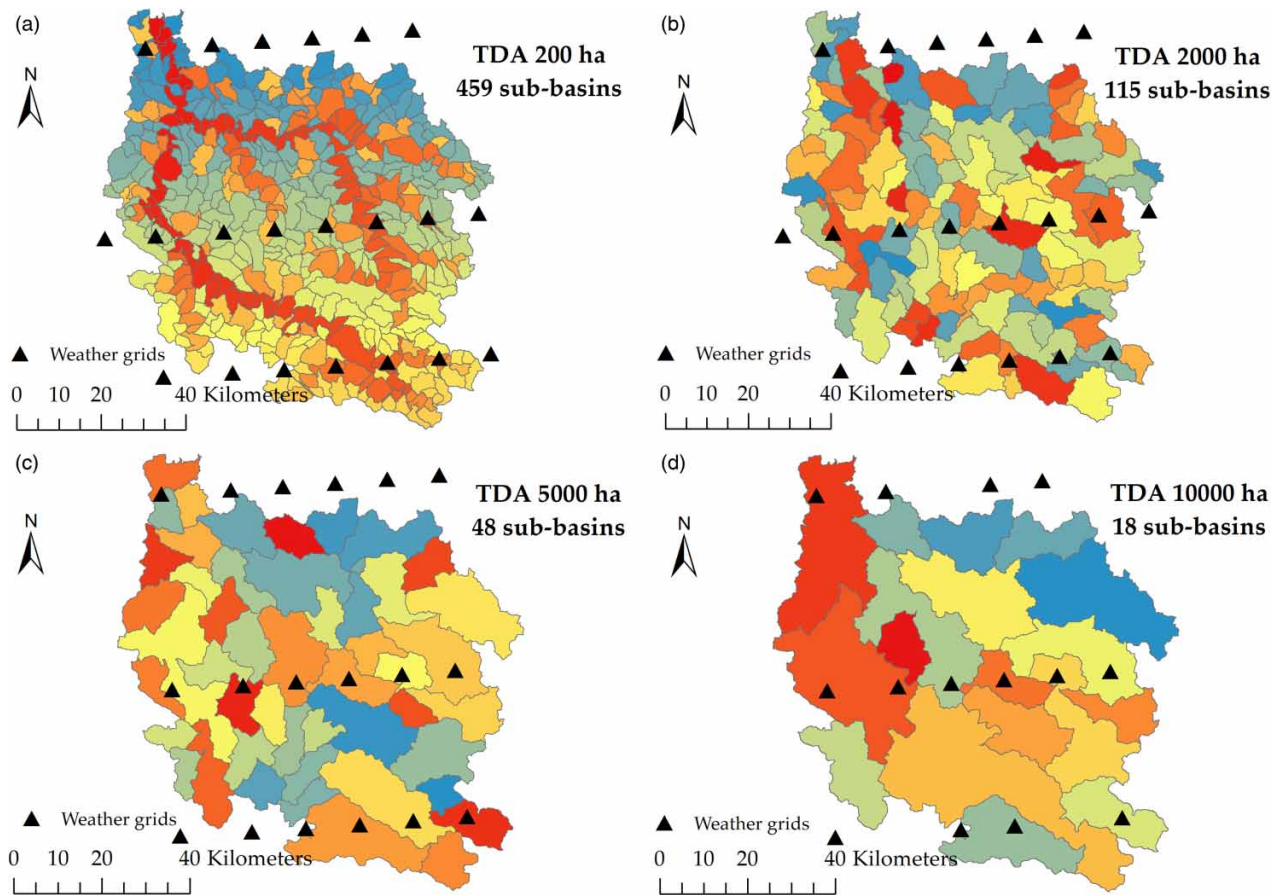 (a)
TDA 200 ha
459 sub-basins
N
Weather grids
0 10 20 40 Kilometers
(b)
TDA 2000 ha
115 sub-basins
N
Weather grids
0 10 20 40 Kilometers
(c)
TDA 5000 ha
48 sub-basins
N
Weather grids
0 10 20 40 Kilometers
(d)
TDA 10000 ha
18 sub-basins
N
Weather grids
0 10 20 40 Kilometers